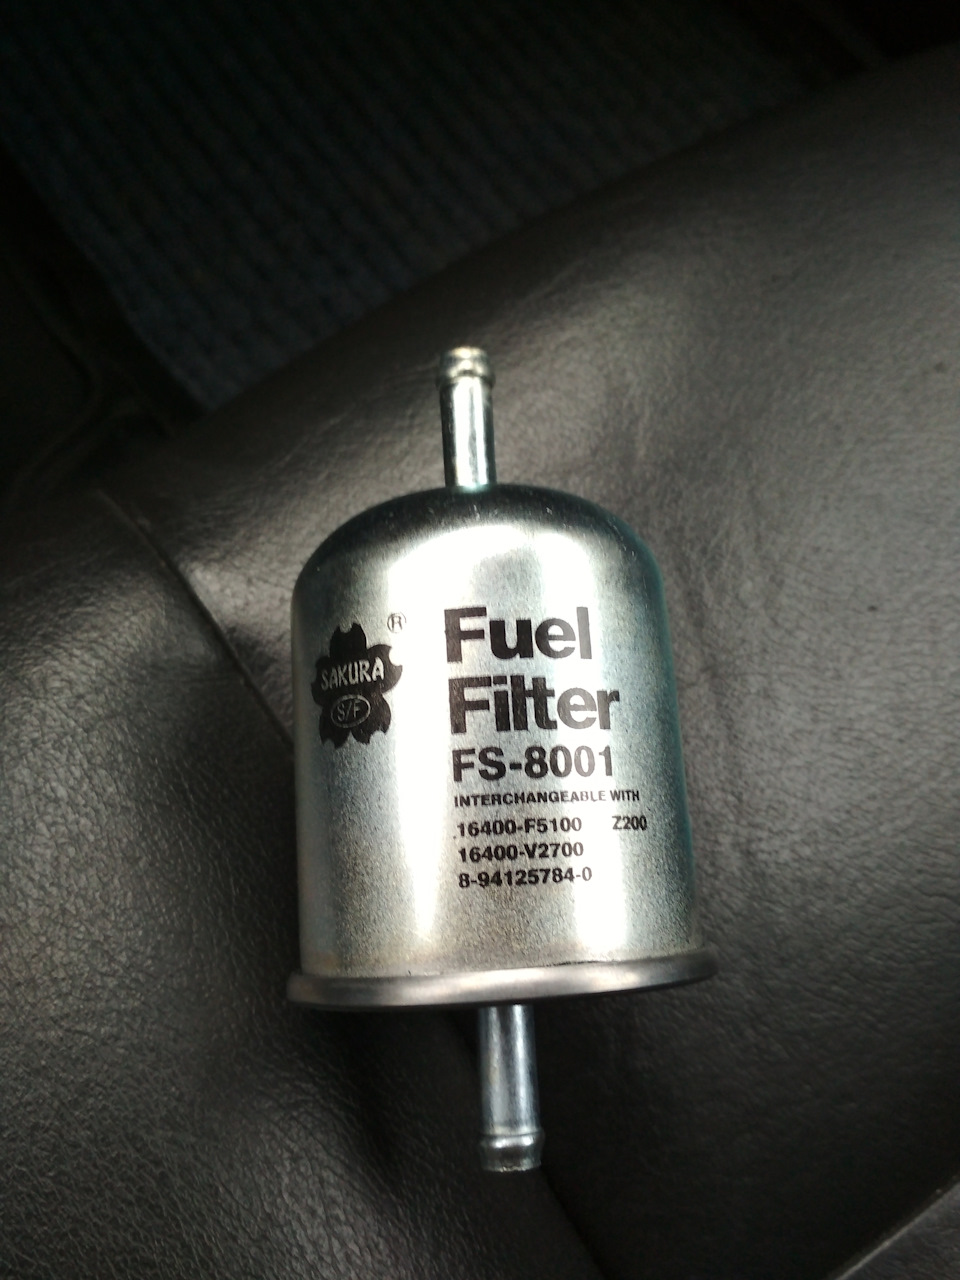 ®
SAKURA
S/F
Fuel
Filter
FS-8001
INTERCHANGEABLE WITH
16400-F5100 Z200
16400-V2700
8-94125784-0